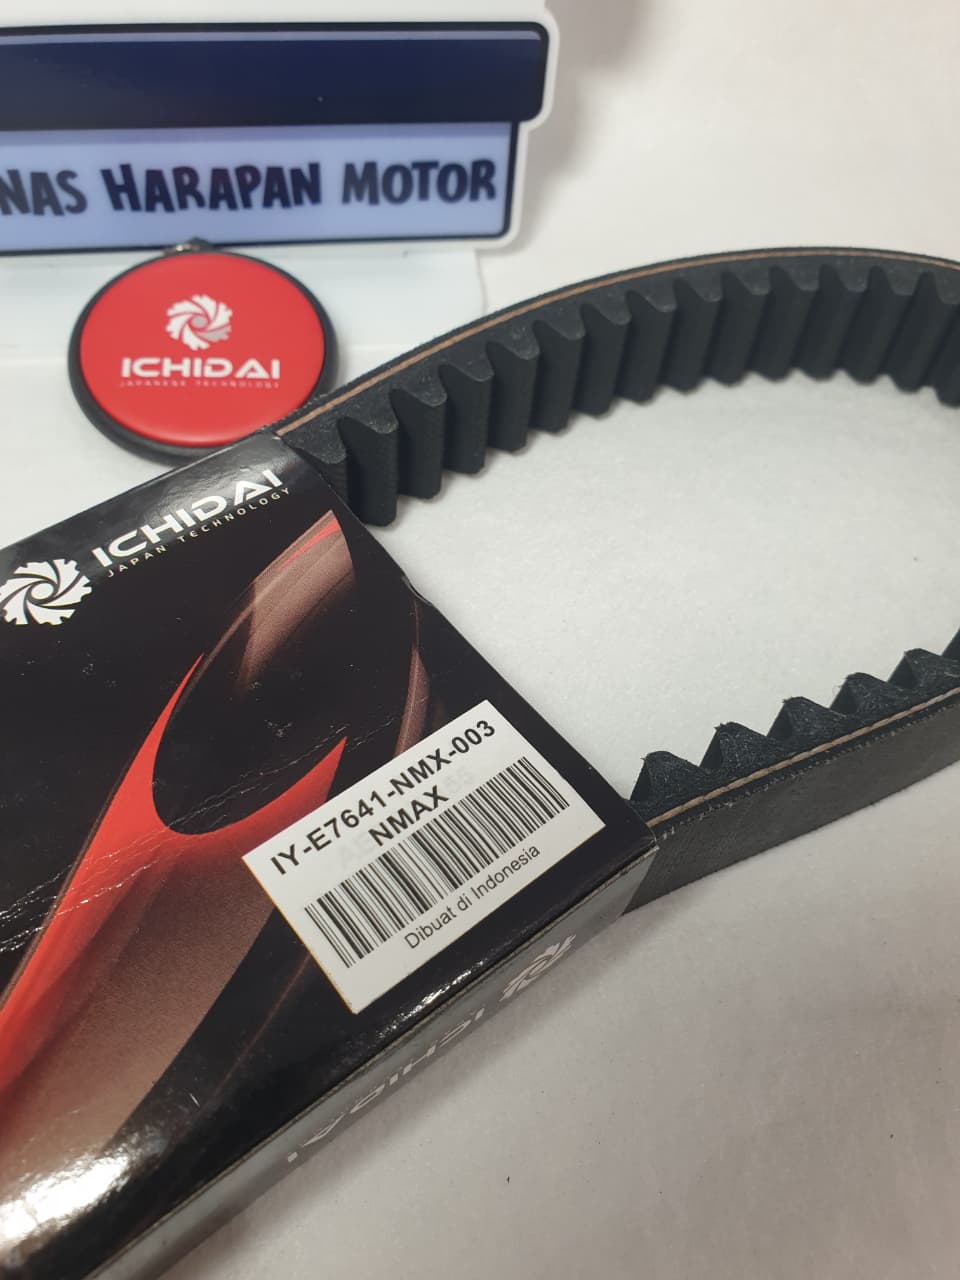 NAS HARAPAN MOTOR
ICHIDAI
JAPANESE TECHNOLOGY
ICHIDAI
JAPAN TECHNOLOGY
IY-E7641-NMX-003
NMAX
Dibuat di Indonesia
ICHIDAI